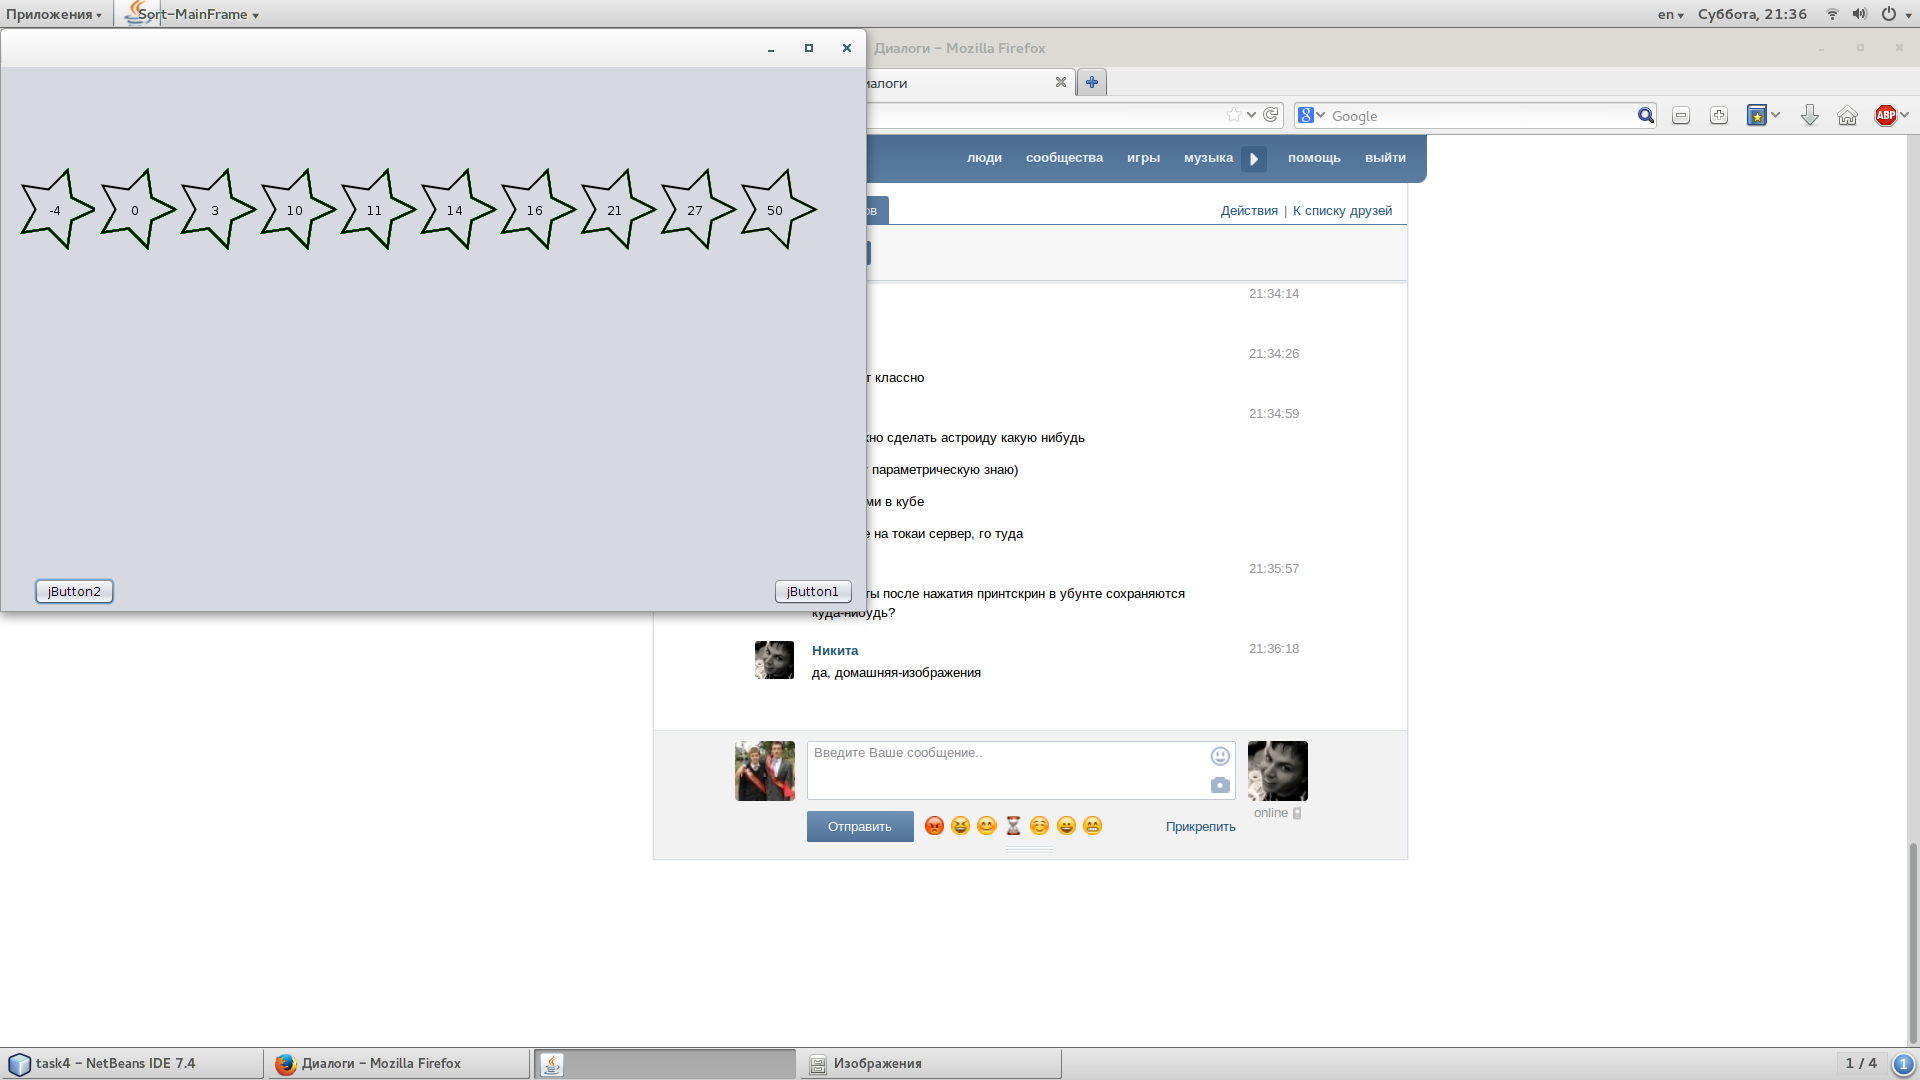 Приложения
Sort-MainFrame
en
Суббота, 21:36
Диалоги - Mozilla Firefox
Google
ABP
люди
сообщества
игры
музыка
помощь
выйти
-4
0
3
10
11
14
16
21
27
50
Действия | К списку друзей
21:34:14
21:34:26
классно
21:34:59
сделать астроиду какую нибудь
параметрическую знаю)
в кубе
на токаи сервер, го туда
21:35:57
после нажатия принтскрин в убунте сохраняются
куда-нибудь?
Никита
21:36:18
да, домашняя-изображения
jButton2
jButton1
Введите Ваше сообщение..
online
Отправить
Прикрепить
task4 - NetBeans IDE 7.4
Диалоги - Mozilla Firefox
Изображения
1 / 4
1